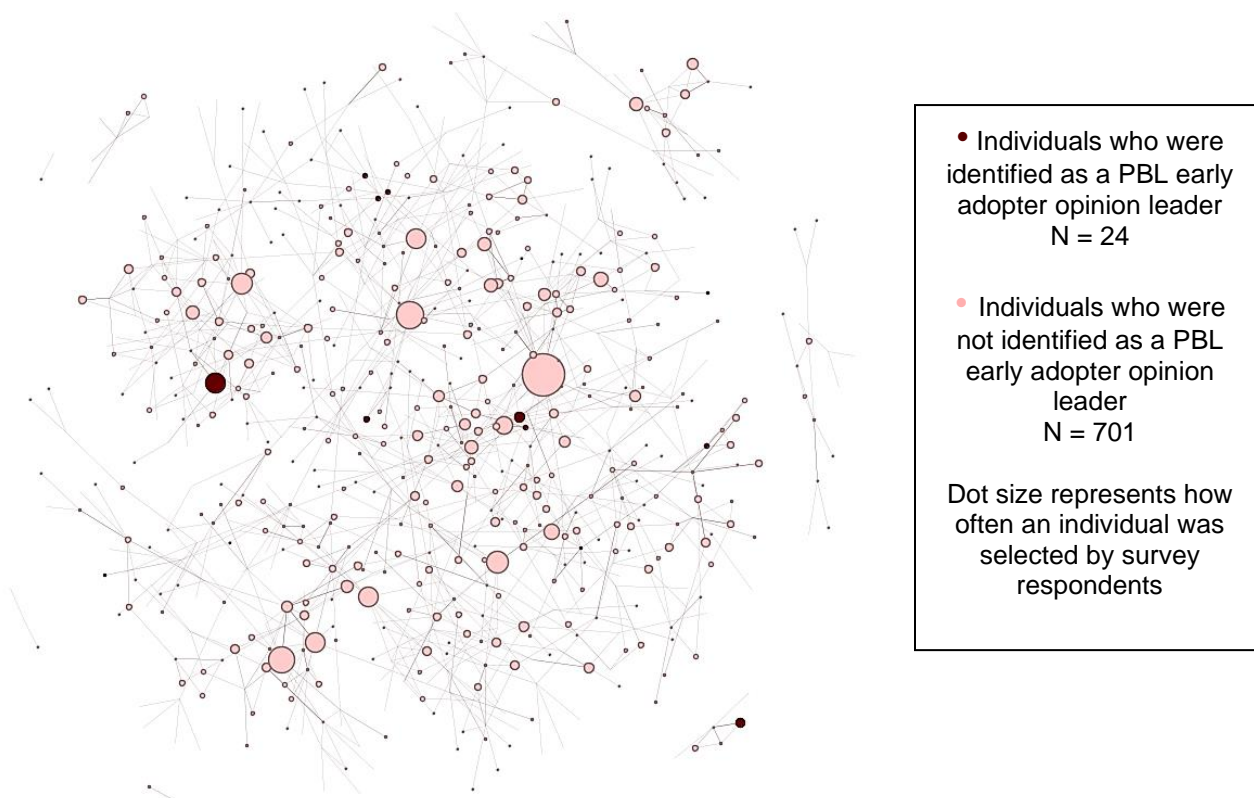 Individuals who were
identified as a PBL early
adopter opinion leader
N = 24
Individuals who were
not identified as a PBL
early adopter opinion
leader
N = 701
Dot size represents how
often an individual was
selected by survey
respondents